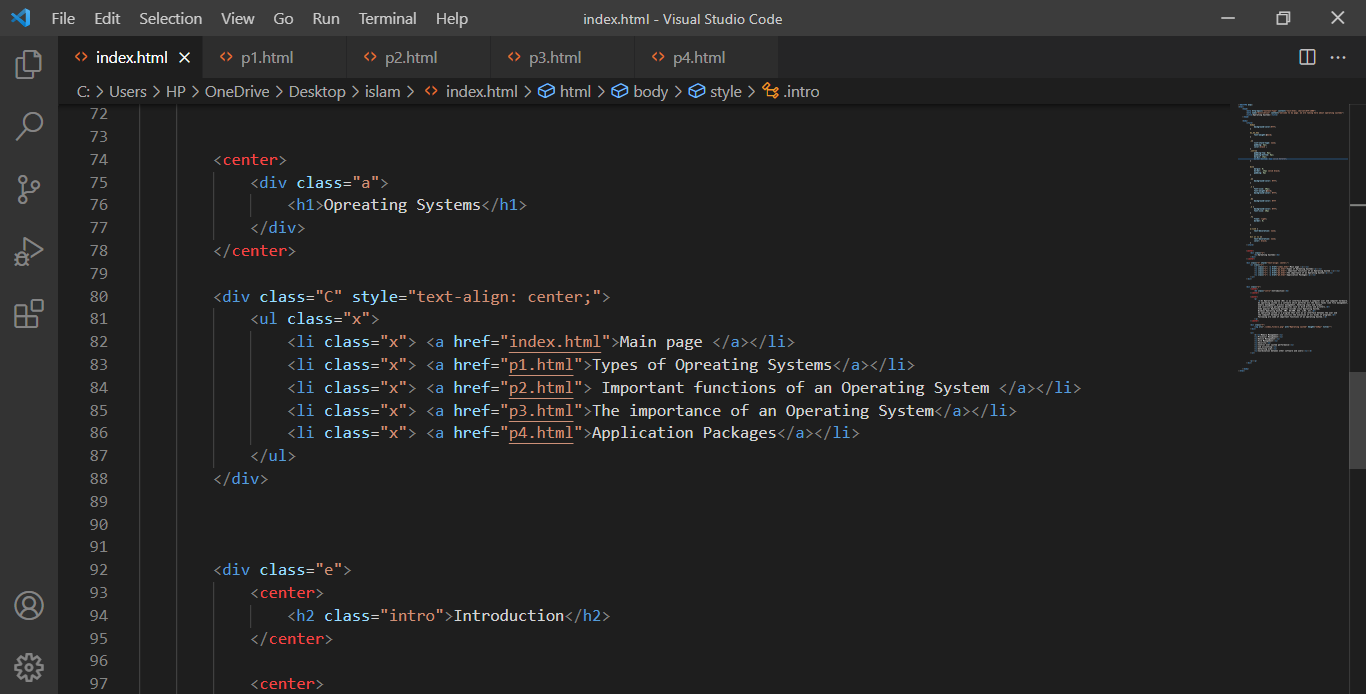 File Edit Selection View Go Run Terminal Help index.html - Visual Studio Code
index.html p1.html p2.html p3.html p4.html
C: > Users > HP > OneDrive > Desktop > islam > index.html > html > body > style > .intro
72
73
74 <center>
75 <div class="a">
76 <h1>Opreating Systems</h1>
77 </div>
78 </center>
79
80 <div class="C" style="text-align: center;">
81 <ul class="x">
82 <li class="x"> <a href="index.html">Main page </a></li>
83 <li class="x"> <a href="p1.html">Types of Opreating Systems</a></li>
84 <li class="x"> <a href="p2.html"> Important functions of an Operating System </a></li>
85 <li class="x"> <a href="p3.html">The importance of an Operating System</a></li>
86 <li class="x"> <a href="p4.html">Application Packages</a></li>
87 </ul>
88 </div>
89
90
91
92 <div class="e">
93 <center>
94 <h2 class="intro">Introduction</h2>
95 </center>
96
97 <center>